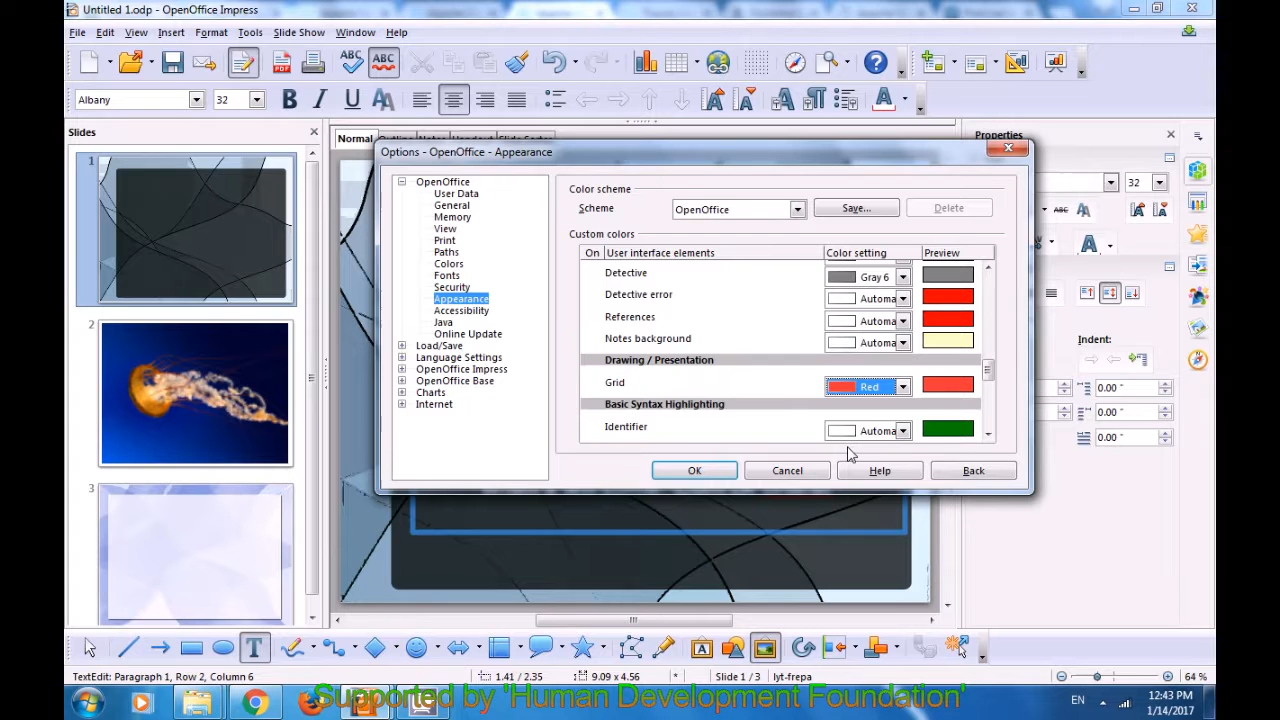 Untitled 1.odp - OpenOffice Impress
File Edit View Insert Format Tools Slide Show Window Help
Albany 32
Slides
Normal
Properties
1
2
3
Options - OpenOffice - Appearance
OpenOffice
User Data
General
Memory
View
Print
Paths
Colors
Fonts
Security
Appearance
Accessibility
Java
Online Update
Load/Save
Language Settings
OpenOffice Impress
OpenOffice Base
Charts
Internet
Color scheme
Scheme OpenOffice Save... Delete
Custom colors
On User interface elements Color setting Preview
Detective Gray 6
Detective error Automa
References Automa
Notes background Automa
Drawing / Presentation
Grid Red
Basic Syntax Highlighting
Identifier Automa
OK Cancel Help Back
32
Indent:
0.00 " 0.00 "
0.00 "
0.00 "
TextEdit: Paragraph 1, Row 2, Column 6 1.41 / 2.35 9.09 x 4.56 * Slide 1 / 3 lyt-frepa 64 %
Supported by 'Human Development Foundation'
EN 12:43 PM
1/14/2017